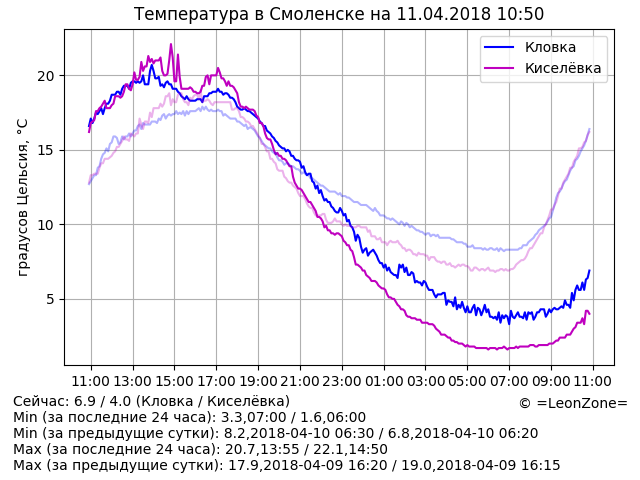 Температура в Смоленске на 11.04.2018 10:50
Кловка
Киселёвка
градусов Цельсия, °C
20
15
10
5
11:00 13:00 15:00 17:00 19:00 21:00 23:00 01:00 03:00 05:00 07:00 09:00 11:00
Сейчас: 6.9 / 4.0 (Кловка / Киселёвка)
© =LeonZone=
Min (за последние 24 часа): 3.3,07:00 / 1.6,06:00
Min (за предыдущие сутки): 8.2,2018-04-10 06:30 / 6.8,2018-04-10 06:20
Max (за последние 24 часа): 20.7,13:55 / 22.1,14:50
Max (за предыдущие сутки): 17.9,2018-04-09 16:20 / 19.0,2018-04-09 16:15